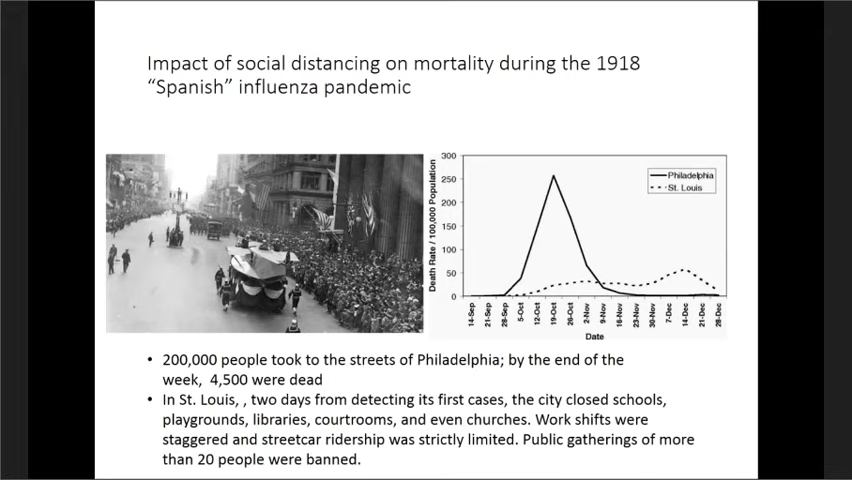 Impact of social distancing on mortality during the 1918
“Spanish” influenza pandemic
Death Rate / 100,000 Population
300
250
200
150
100
50
0
Philadelphia
St. Louis
14-Sep
21-Sep
28-Sep
5-Oct
12-Oct
19-Oct
26-Oct
2-Nov
9-Nov
16-Nov
23-Nov
30-Nov
7-Dec
14-Dec
21-Dec
28-Dec
Date
• 200,000 people took to the streets of Philadelphia; by the end of the
week, 4,500 were dead
• In St. Louis, , two days from detecting its first cases, the city closed schools,
playgrounds, libraries, courtrooms, and even churches. Work shifts were
staggered and streetcar ridership was strictly limited. Public gatherings of more
than 20 people were banned.